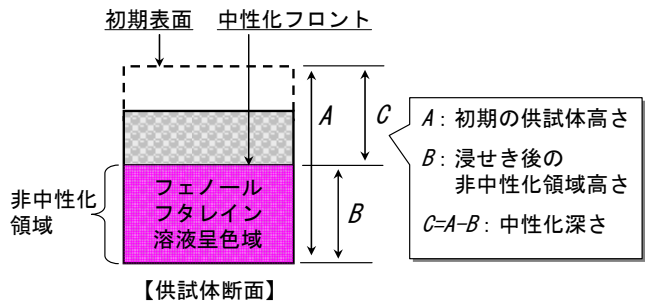 初期表面
中性化フロント
A
C
B
非中性化
領域
フェノール
フタレイン
溶液呈色域
A：初期の供試体高さ
B：浸せき後の
非中性化領域高さ
C=A−B：中性化深さ
【供試体断面】